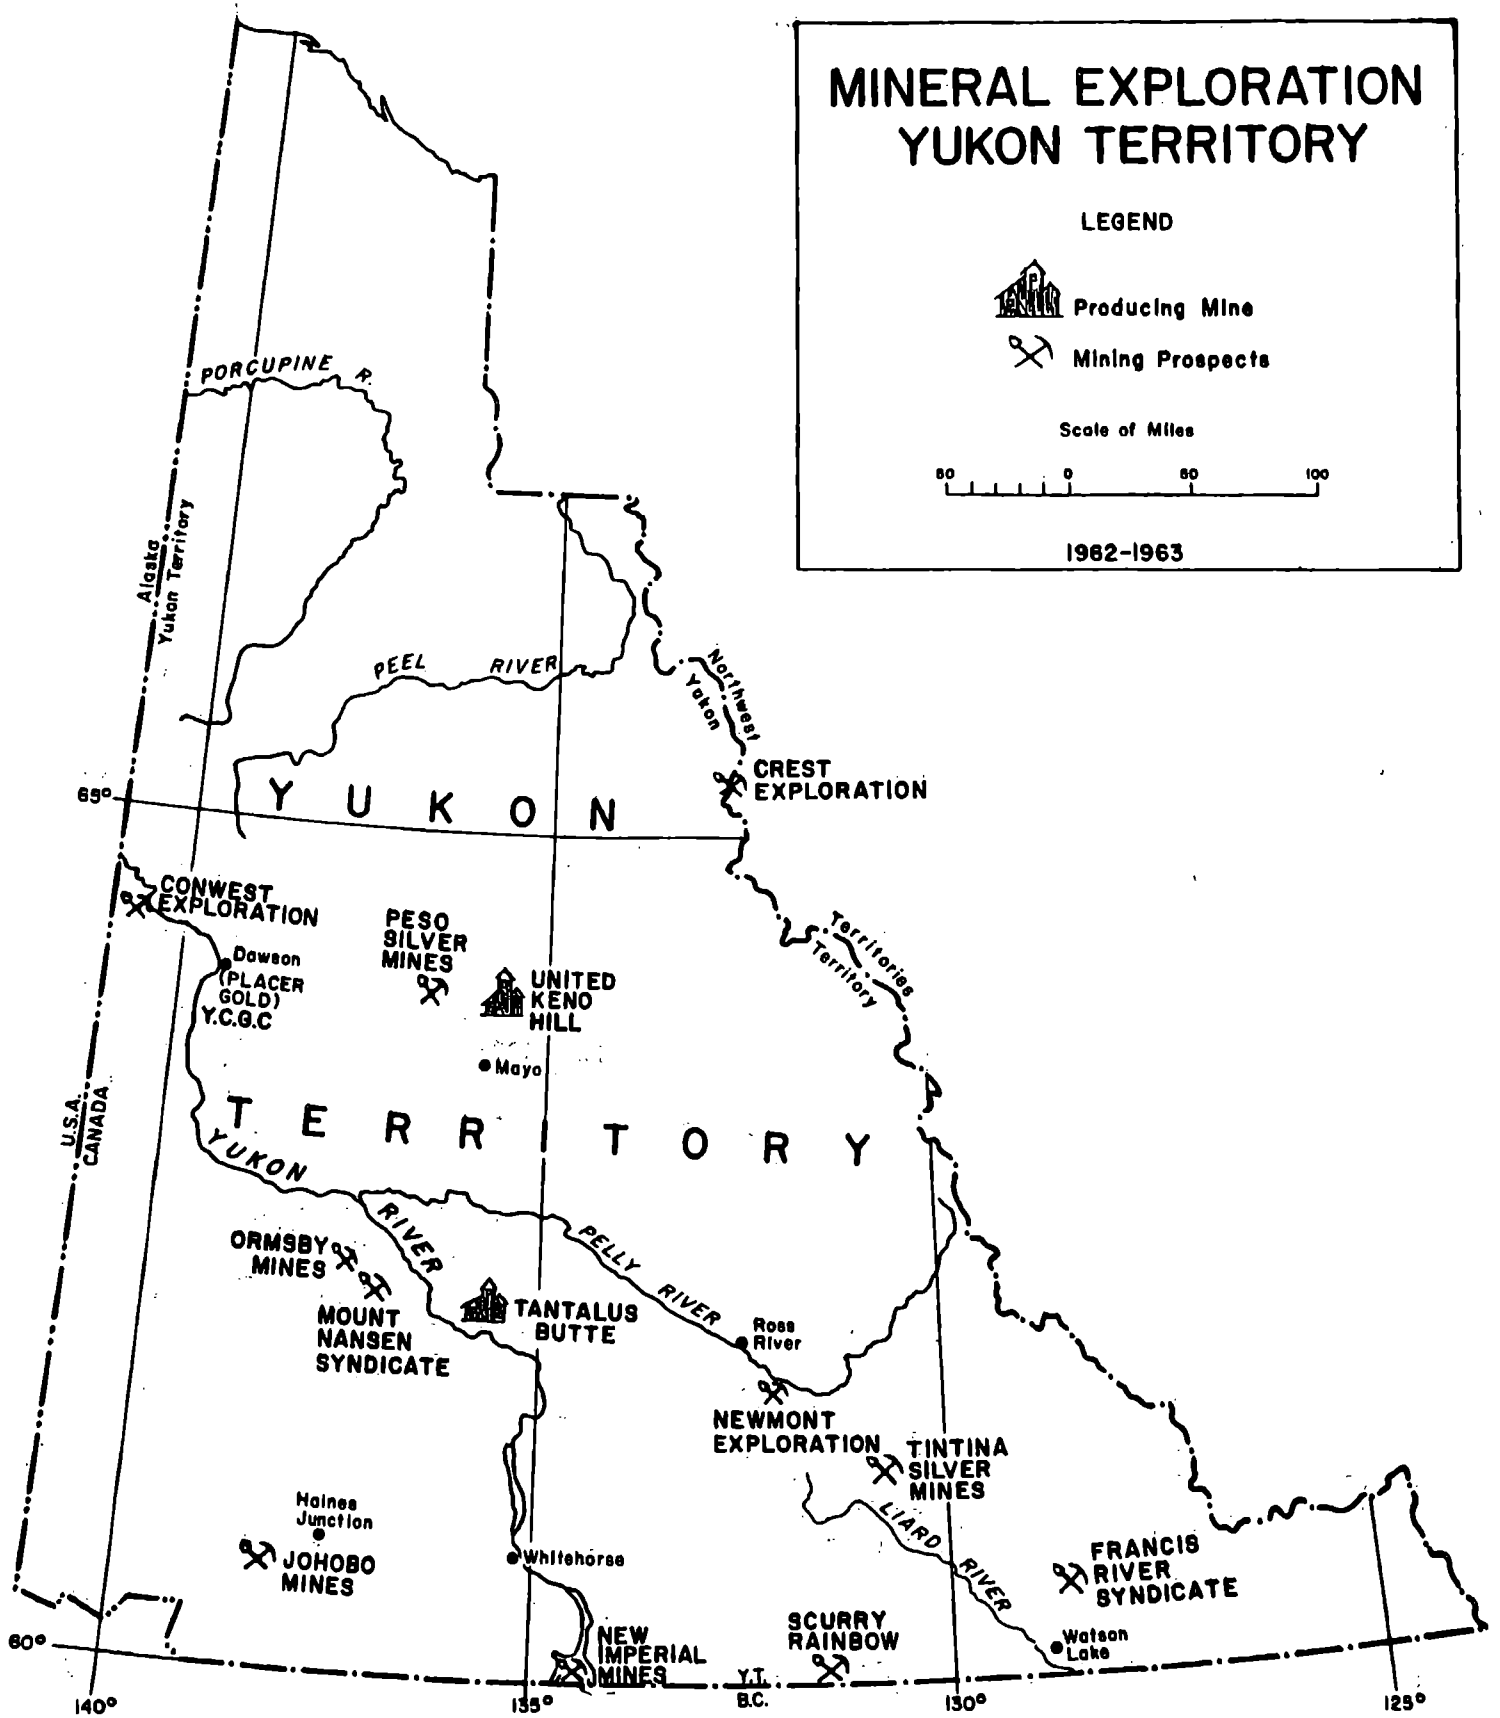 MINERAL EXPLORATION
YUKON TERRITORY
LEGEND
Producing Mine
Mining Prospects
Scale of Miles
50 0 50 100
1962-1963
PORCUPINE R.
Alaska
Yukon Territory
PEEL RIVER
Northwest
Yukon
CREST
EXPLORATION
65°
YUKON
CONWEST
EXPLORATION
PESO
SILVER
MINES
Dawson
(PLACER
GOLD)
Y.C.G.C
UNITED
KENO
HILL
Mayo
Territories
Territory
U.S.A.
CANADA
TERRITORY
YUKON
RIVER
PELLY RIVER
ORMSBY
MINES
MOUNT
NANSEN
SYNDICATE
TANTALUS
BUTTE
Ross
River
NEWMONT
EXPLORATION
TINTINA
SILVER
MINES
LIARD RIVER
Haines
Junction
JOHOBO
MINES
Whitehorse
FRANCIS
RIVER
SYNDICATE
SCURRY
RAINBOW
Watson
Lake
NEW
IMPERIAL
MINES
Y.T.
B.C.
60°
140°
135°
130°
125°